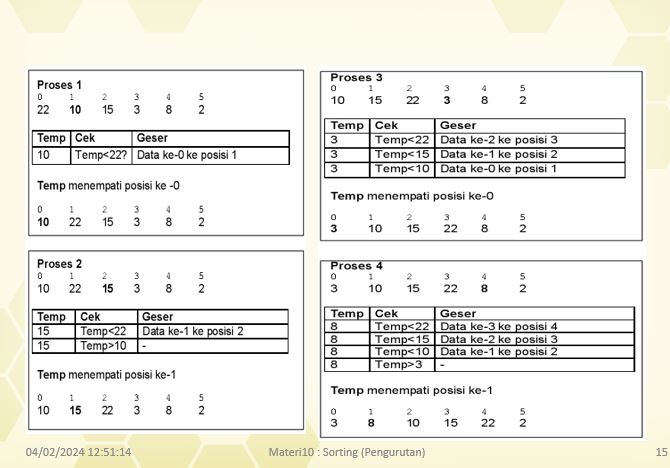 Proses 1
0 1 2 3 4 5
22 10 15 3 8 2
Temp Cek Geser
10 Temp<22? Data ke-0 ke posisi 1
Temp menempati posisi ke -0
0 1 2 3 4 5
10 22 15 3 8 2
Proses 2
0 1 2 3 4 5
10 22 15 3 8 2
Temp Cek Geser
15 Temp<22 Data ke-1 ke posisi 2
15 Temp>10 -
Temp menempati posisi ke-1
0 1 2 3 4 5
10 15 22 3 8 2
Proses 3
0 1 2 3 4 5
10 15 22 3 8 2
Temp Cek Geser
3 Temp<22 Data ke-2 ke posisi 3
3 Temp<15 Data ke-1 ke posisi 2
3 Temp<10 Data ke-0 ke posisi 1
Temp menempati posisi ke-0
0 1 2 3 4 5
3 10 15 22 8 2
Proses 4
0 1 2 3 4 5
3 10 15 22 8 2
Temp Cek Geser
8 Temp<22 Data ke-3 ke posisi 4
8 Temp<15 Data ke-2 ke posisi 3
8 Temp<10 Data ke-1 ke posisi 2
8 Temp>3 -
Temp menempati posisi ke-1
0 1 2 3 4 5
3 8 10 15 22 2
04/02/2024 12:51:14 Materi10 : Sorting (Pengurutan) 15